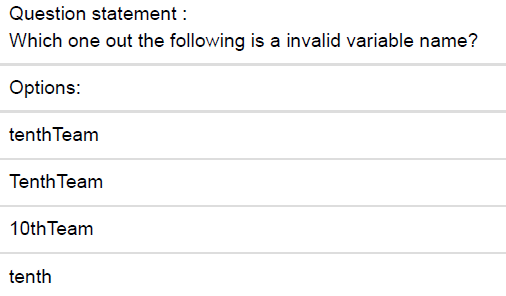 Question statement :
Which one out the following is a invalid variable name?
Options:
tenthTeam
TenthTeam
10thTeam
tenth